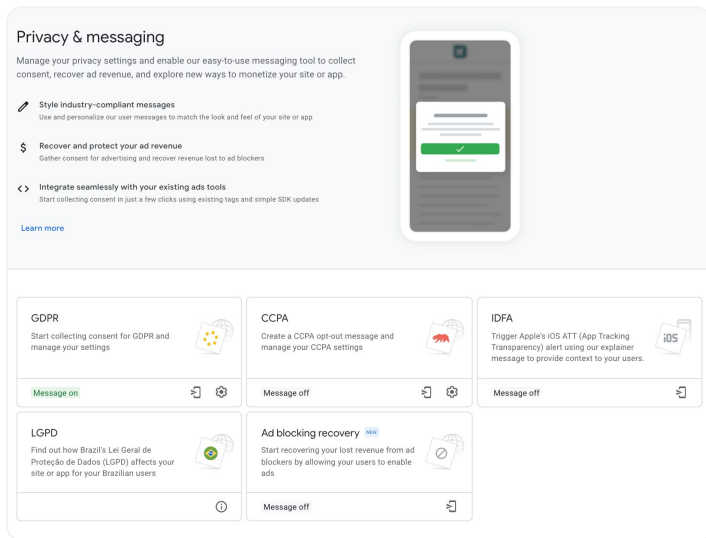 Privacy & messaging
Manage your privacy settings and enable our easy-to-use messaging tool to collect
consent, recover ad revenue, and explore new ways to monetize your site or app.
Style industry-compliant messages
Use and personalize our user messages to match the look and feel of your site or app
Recover and protect your ad revenue
Gather consent for advertising and recover revenue lost to ad blockers
Integrate seamlessly with your existing ads tools
Start collecting consent in just a few clicks using existing tags and simple SDK updates
Learn more
GDPR
Start collecting consent for GDPR and
manage your settings
Message on
CCPA
Create a CCPA opt-out message and
manage your CCPA settings
Message off
IDFA
Trigger Apple's iOS ATT (App Tracking
Transparency) alert using our explainer
message to provide context to your users.
iOS
Message off
LGPD
Find out how Brazil's Lei Geral de
Proteção de Dados (LGPD) affects your
site or app for your Brazilian users
Ad blocking recovery NEW
Start recovering your lost revenue from ad
blockers by allowing your users to enable
ads
Message off